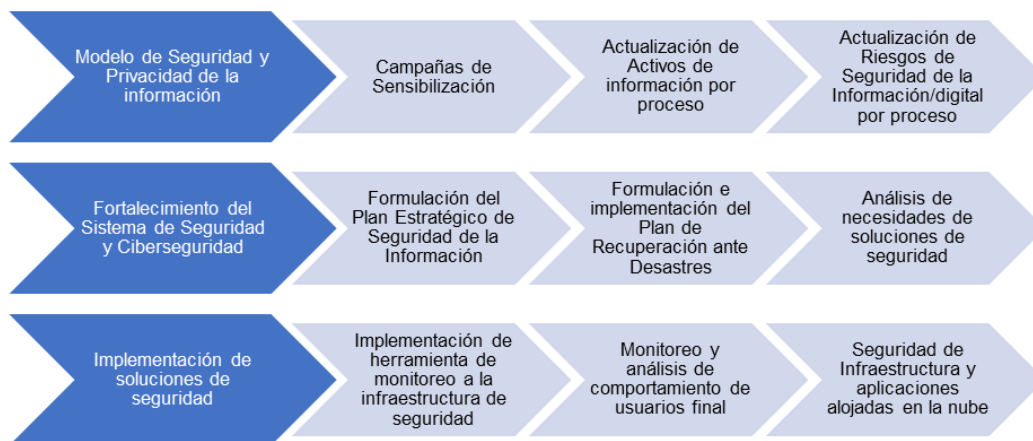 Modelo de Seguridad y
Privacidad de la
información
Campañas de
Sensibilización
Actualización de
Activos de
información por
proceso
Actualización de
Riesgos de
Seguridad de la
Información/digital
por proceso
Fortalecimiento del
Sistema de Seguridad
y Ciberseguridad
Formulación del
Plan Estratégico de
Seguridad de la
Información
Formulación e
implementación del
Plan de
Recuperación ante
Desastres
Análisis de
necesidades de
soluciones de
seguridad
Implementación de
soluciones de
seguridad
Implementación de
herramienta de
monitoreo a la
infraestructura de
seguridad
Monitoreo y
análisis de
comportamiento de
usuarios final
Seguridad de
Infraestructura y
aplicaciones
alojadas en la nube